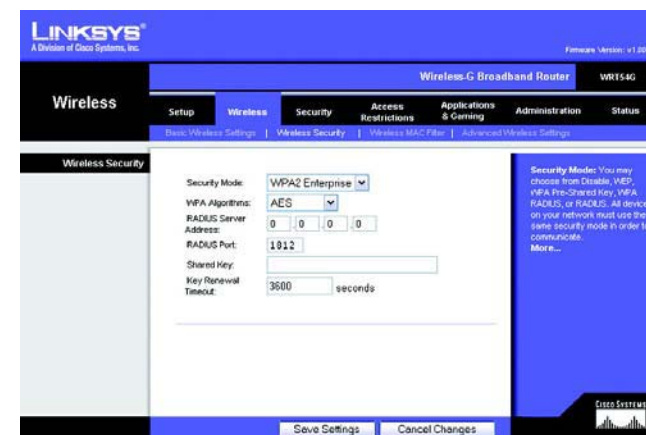 LINKSYS®
A Division of Cisco Systems, Inc.
Firmware Version: v1.00
Wireless-G Broadband Router WRT54G
Wireless
Setup Wireless Security Access Restrictions Applications & Gaming Administration Status
Basic Wireless Settings | Wireless Security | Wireless MAC Filter | Advanced Wireless Settings
Wireless Security
Security Mode: WPA2 Enterprise
WPA Algorithms: AES
RADIUS Server Address: 0 . 0 . 0 . 0
RADIUS Port: 1812
Shared Key:
Key Renewal Timeout: 3600 seconds
Security Mode: You may
choose from Disable, WEP,
WPA Pre-Shared Key, WPA
RADIUS, or RADIUS. All device
on your network must use the
same security mode in order t
communicate.
More...
Save Settings Cancel Changes
CISCO SYSTEMS